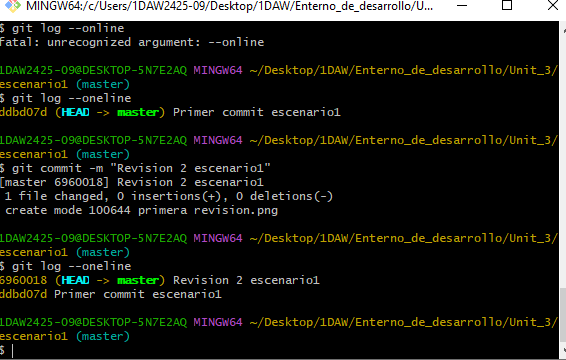 MINGW64:/c/Users/1DAW2425-09/Desktop/1DAW/Enterno_de_desarrollo/U...
$ git log --online
fatal: unrecognized argument: --online
1DAW2425-09@DESKTOP-5N7E2AQ MINGW64 ~/Desktop/1DAW/Enterno_de_desarrollo/Unit_3/
escenario1 (master)
$ git log --oneline
ddbd07d (HEAD -> master) Primer commit escenario1
1DAW2425-09@DESKTOP-5N7E2AQ MINGW64 ~/Desktop/1DAW/Enterno_de_desarrollo/Unit_3/
escenario1 (master)
$ git commit -m "Revision 2 escenario1"
[master 6960018] Revision 2 escenario1
1 file changed, 0 insertions(+), 0 deletions(-)
create mode 100644 primera revision.png
1DAW2425-09@DESKTOP-5N7E2AQ MINGW64 ~/Desktop/1DAW/Enterno_de_desarrollo/Unit_3/
escenario1 (master)
$ git log --oneline
6960018 (HEAD -> master) Revision 2 escenario1
ddbd07d Primer commit escenario1
1DAW2425-09@DESKTOP-5N7E2AQ MINGW64 ~/Desktop/1DAW/Enterno_de_desarrollo/Unit_3/
escenario1 (master)
$